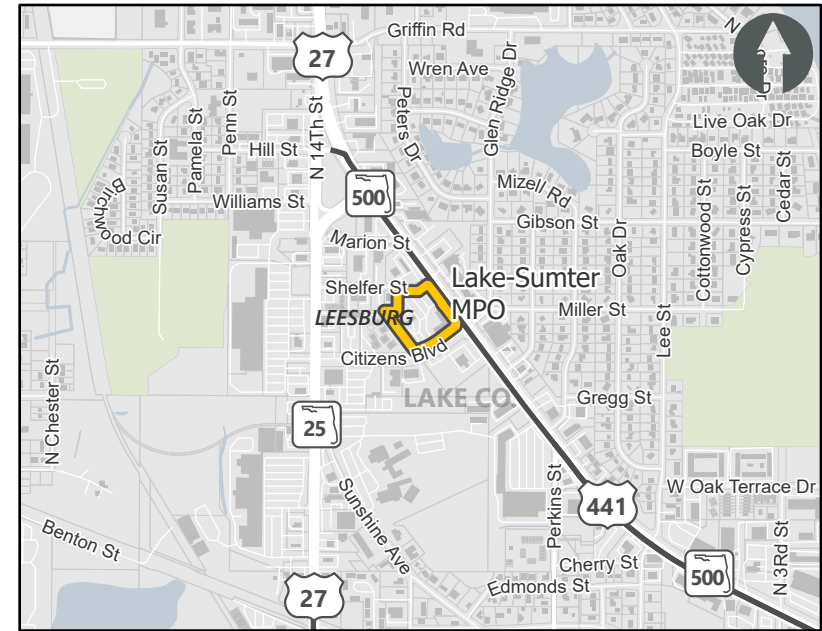 Griffin Rd
27
Wren Ave
Glen Ridge Dr
Peters Dr
N 14Th St
Penn St
Pamela St
Susan St
Hill St
Live Oak Dr
Boyle St
Birchwood Cir
Williams St
500
Mizell Rd
Gibson St
Marion St
Oak Dr
Cottonwood St
Cypress St
Cedar St
Shelfer St
Lake-Sumter
MPO
Miller St
LEESBURG
Citizens Blvd
Lee St
LAKE CO
N Chester St
25
Gregg St
Sunshine Ave
Perkins St
441
W Oak Terrace Dr
Benton St
Cherry St
500
N 3Rd St
27
Edmonds St